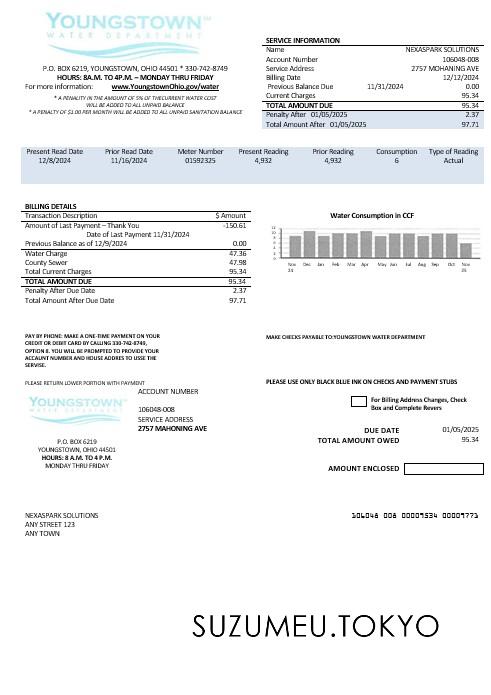 YOUNGSTOWN™
WATER DEPARTMENT
P.O. BOX 6219, YOUNGSTOWN, OHIO 44501 * 330-742-8749
HOURS: 8A.M. TO 4P.M. – MONDAY THRU FRIDAY
For more information: www.YoungstownOhio.gov/water
* A PENALTY IN THE AMOUNT OF 5% OF THECURRENT WATER COST
WILL BE ADDED TO ALL UNPAID BALANCE
* A PENALTY OF $1.00 PER MONTH WILL BE ADDED TO ALL UNPAID SANITATION BALANCE
SERVICE INFORMATION
Name NEXASPARK SOLUTIONS
Account Number 106048-008
Service Address 2757 MOHANING AVE
Billing Date 12/12/2024
Previous Balance Due 11/31/2024 0.00
Current Charges 95.34
TOTAL AMOUNT DUE 95.34
Penalty After 01/05/2025 2.37
Total Amount After 01/05/2025 97.71
Present Read Date Prior Read Date Meter Number Present Reading Prior Reading Consumption Type of Reading
12/8/2024 11/16/2024 01592325 4,932 4,932 6 Actual
BILLING DETAILS
Transaction Description $ Amount
Amount of Last Payment – Thank You -150.61
Date of Last Payment 11/31/2024
Previous Balance as of 12/9/2024 0.00
Water Charge 47.36
County Sewer 47.98
Total Current Charges 95.34
TOTAL AMOUNT DUE 95.34
Penalty After Due Date 2.37
Total Amount After Due Date 97.71
Water Consumption in CCF
Nov Dec Jan Feb Mar Apr May Jun Jul Aug Sep Oct Nov
24 25
PAY BY PHONE: MAKE A ONE-TIME PAYMENT ON YOUR
CREDIT OR DEBIT CARD BY CALLING 330-742-8749,
OPTION 8. YOU WILL BE PROMPTED TO PROVIDE YOUR
ACCAUNT NUMBER AND HOUSE ADDRES TO USSE THE
SERVISE.
MAKE CHECKS PAYABLE TO:YOUNGSTOWN WATER DEPARTMENT
PLEASE RETURN LOWER PORTION WITH PAYMENT
PLEASE USE ONLY BLACK BLUE INK ON CHECKS AND PAYMENT STUBS
YOUNGSTOWN™
WATER DEPARTMENT
P.O. BOX 6219
YOUNGSTOWN, OHIO 44501
HOURS: 8 A.M. TO 4 P.M.
MONDAY THRU FRIDAY
ACCOUNT NUMBER
106048-008
SERVICE ADDRESS
2757 MAHONING AVE
For Billing Address Changes, Check
Box and Complete Revers
DUE DATE 01/05/2025
TOTAL AMOUNT OWED 95.34
AMOUNT ENCLOSED
NEXASPARK SOLUTIONS
ANY STREET 123
ANY TOWN
106048 008 00009534 00009771
SUZUMEU.TOKYO